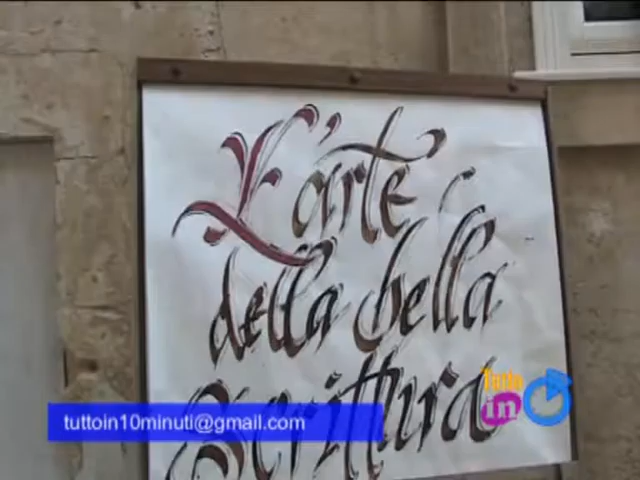 L'arte
della bella
Scrittura
Tutto
in
tuttoin10minuti@gmail.com